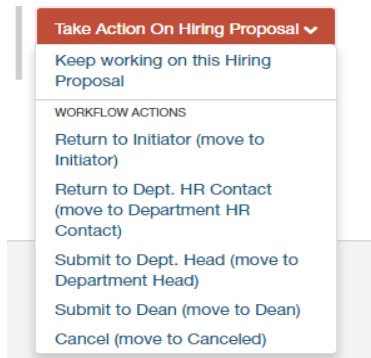 Take Action On Hiring Proposal
Keep working on this Hiring
Proposal
WORKFLOW ACTIONS
Return to Initiator (move to
Initiator)
Return to Dept. HR Contact
(move to Department HR
Contact)
Submit to Dept. Head (move to
Department Head)
Submit to Dean (move to Dean)
Cancel (move to Canceled)